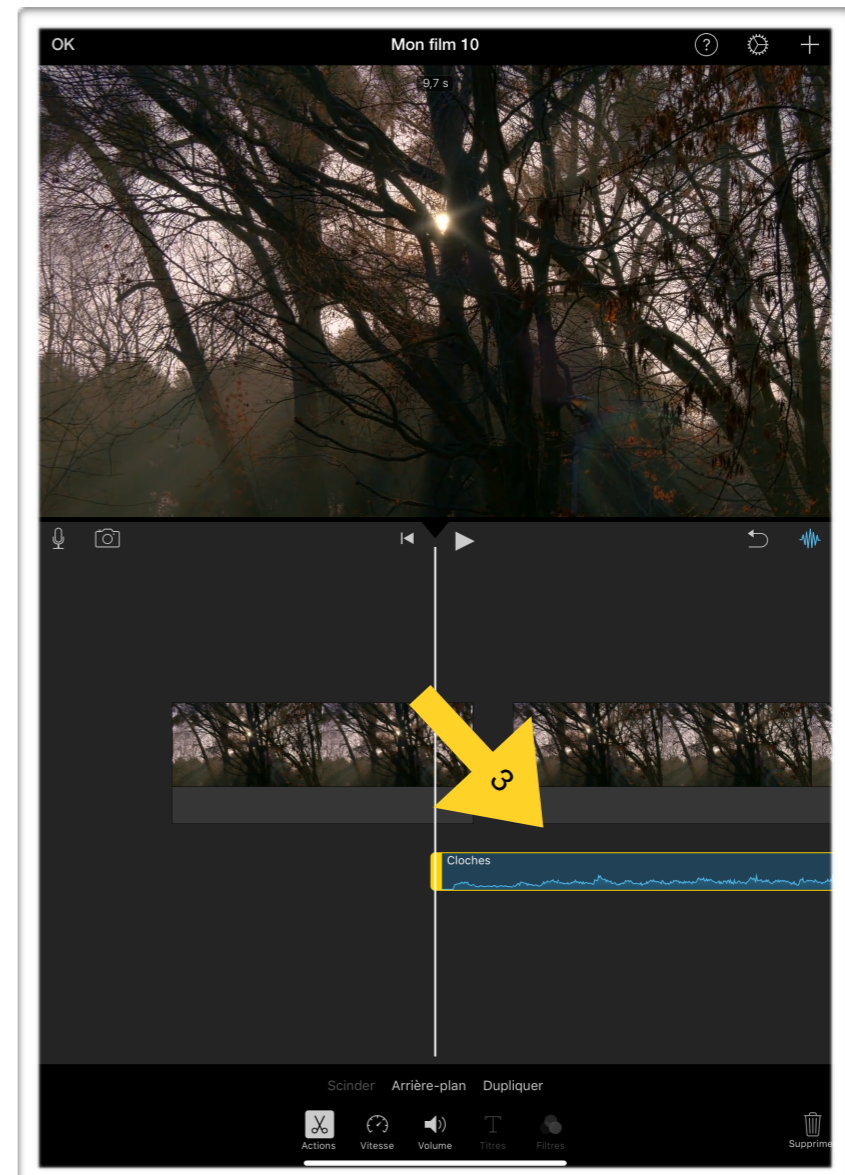 OK
Mon film 10
?
9,7 s
3
Cloches
Scinder Arrière-plan Dupliquer
Actions Vitesse Volume Titres Filtres Supprime